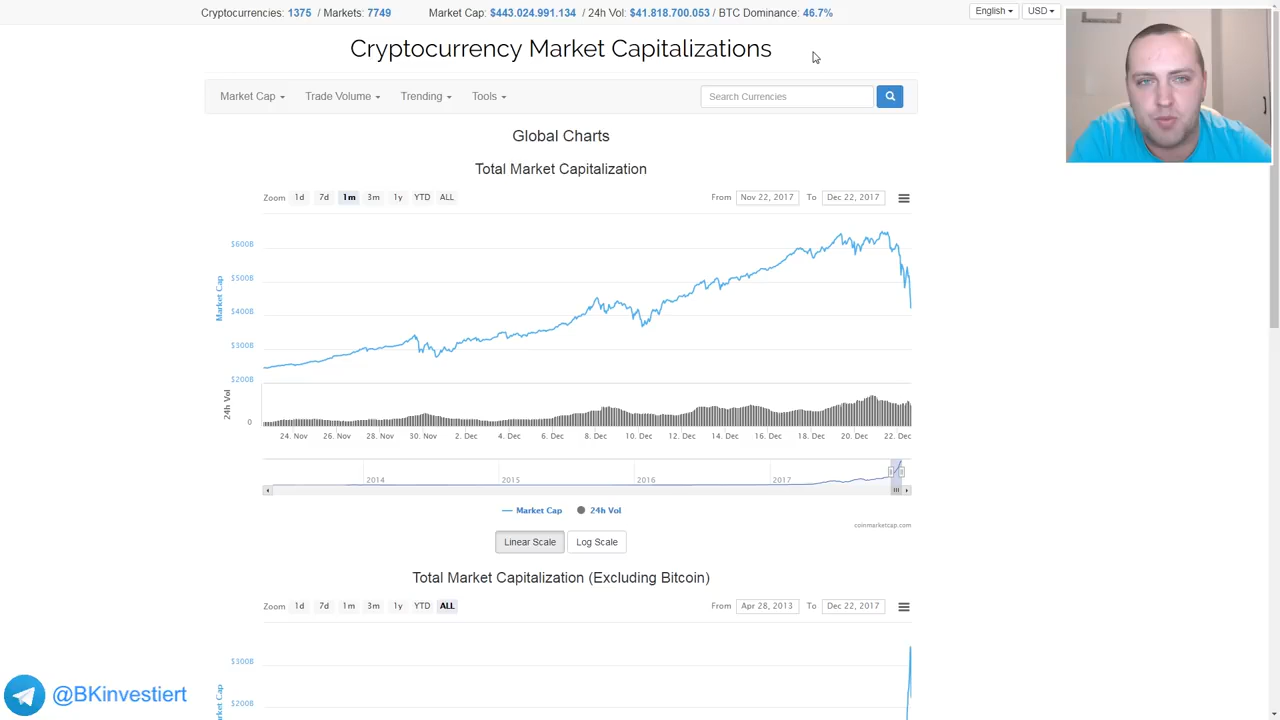 Cryptocurrencies: 1375 / Markets: 7749 Market Cap: $443.024.991.134 / 24h Vol: $41.818.700.053 / BTC Dominance: 46.7% English USD
Cryptocurrency Market Capitalizations
Market Cap Trade Volume Trending Tools Search Currencies
Global Charts
Total Market Capitalization
Zoom 1d 7d 1m 3m 1y YTD ALL From Nov 22, 2017 To Dec 22, 2017
$600B
$500B
$400B
$300B
$200B
Market Cap
24h Vol
0
24. Nov 26. Nov 28. Nov 30. Nov 2. Dec 4. Dec 6. Dec 8. Dec 10. Dec 12. Dec 14. Dec 16. Dec 18. Dec 20. Dec 22. Dec
2014 2015 2016 2017
Market Cap 24h Vol
coinmarketcap.com
Linear Scale Log Scale
Total Market Capitalization (Excluding Bitcoin)
Zoom 1d 7d 1m 3m 1y YTD ALL From Apr 28, 2013 To Dec 22, 2017
$300B
$200B
Market Cap
@BKinvestiert